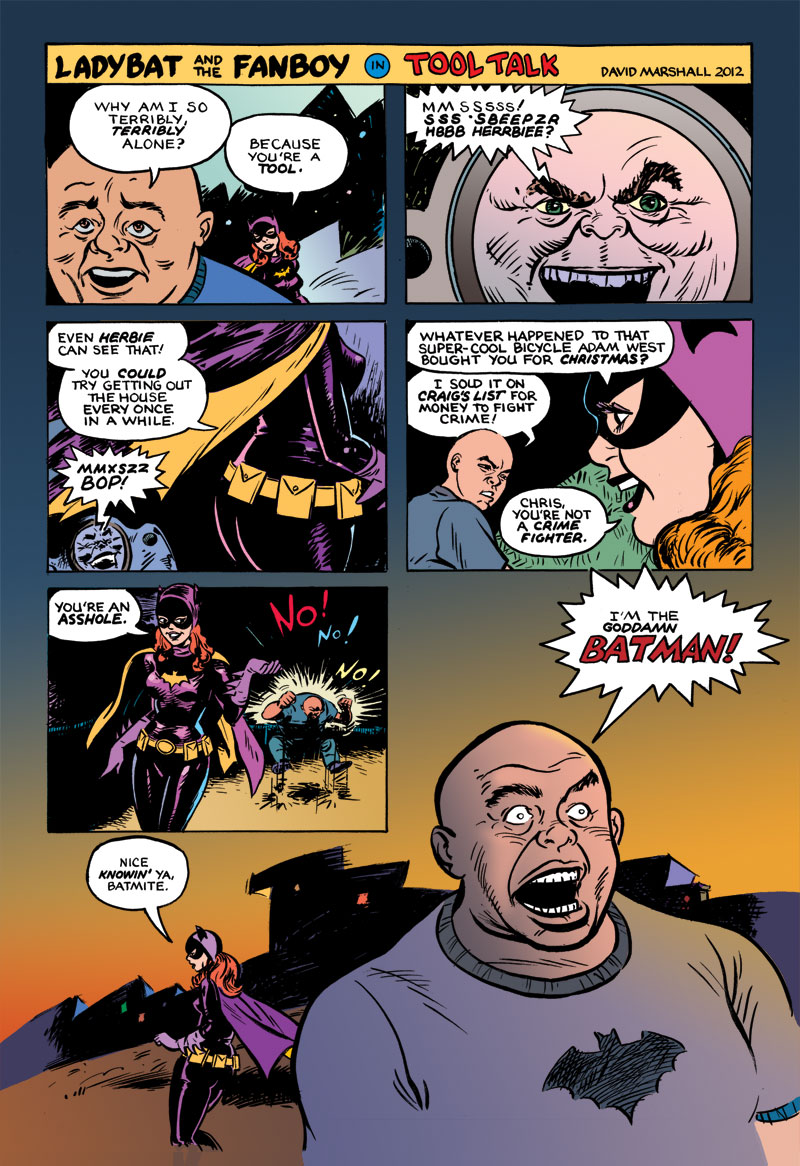 LADYBAT AND THE FANBOY IN TOOL TALK
DAVID MARSHALL 2012
WHY AM I SO
TERRIBLY,
TERRIBLY
ALONE?
BECAUSE
YOU'RE A
TOOL.
MM SSSSS!
SSS·SBEEPZR
HBBB HERRBIEE?
EVEN HERBIE
CAN SEE THAT!
YOU COULD
TRY GETTING OUT
THE HOUSE
EVERY ONCE
IN A WHILE.
MMXSZZ
BOP!
WHATEVER HAPPENED TO THAT
SUPER-COOL BICYCLE ADAM WEST
BOUGHT YOU FOR CHRISTMAS?
I SOLD IT ON
CRAIG'S LIST FOR
MONEY TO FIGHT
CRIME!
CHRIS,
YOU'RE NOT
A CRIME
FIGHTER.
YOU'RE AN
ASSHOLE.
NO!
NO!
NO!
I'M THE
GODDAMN
BATMAN!
NICE
KNOWIN' YA,
BATMITE.